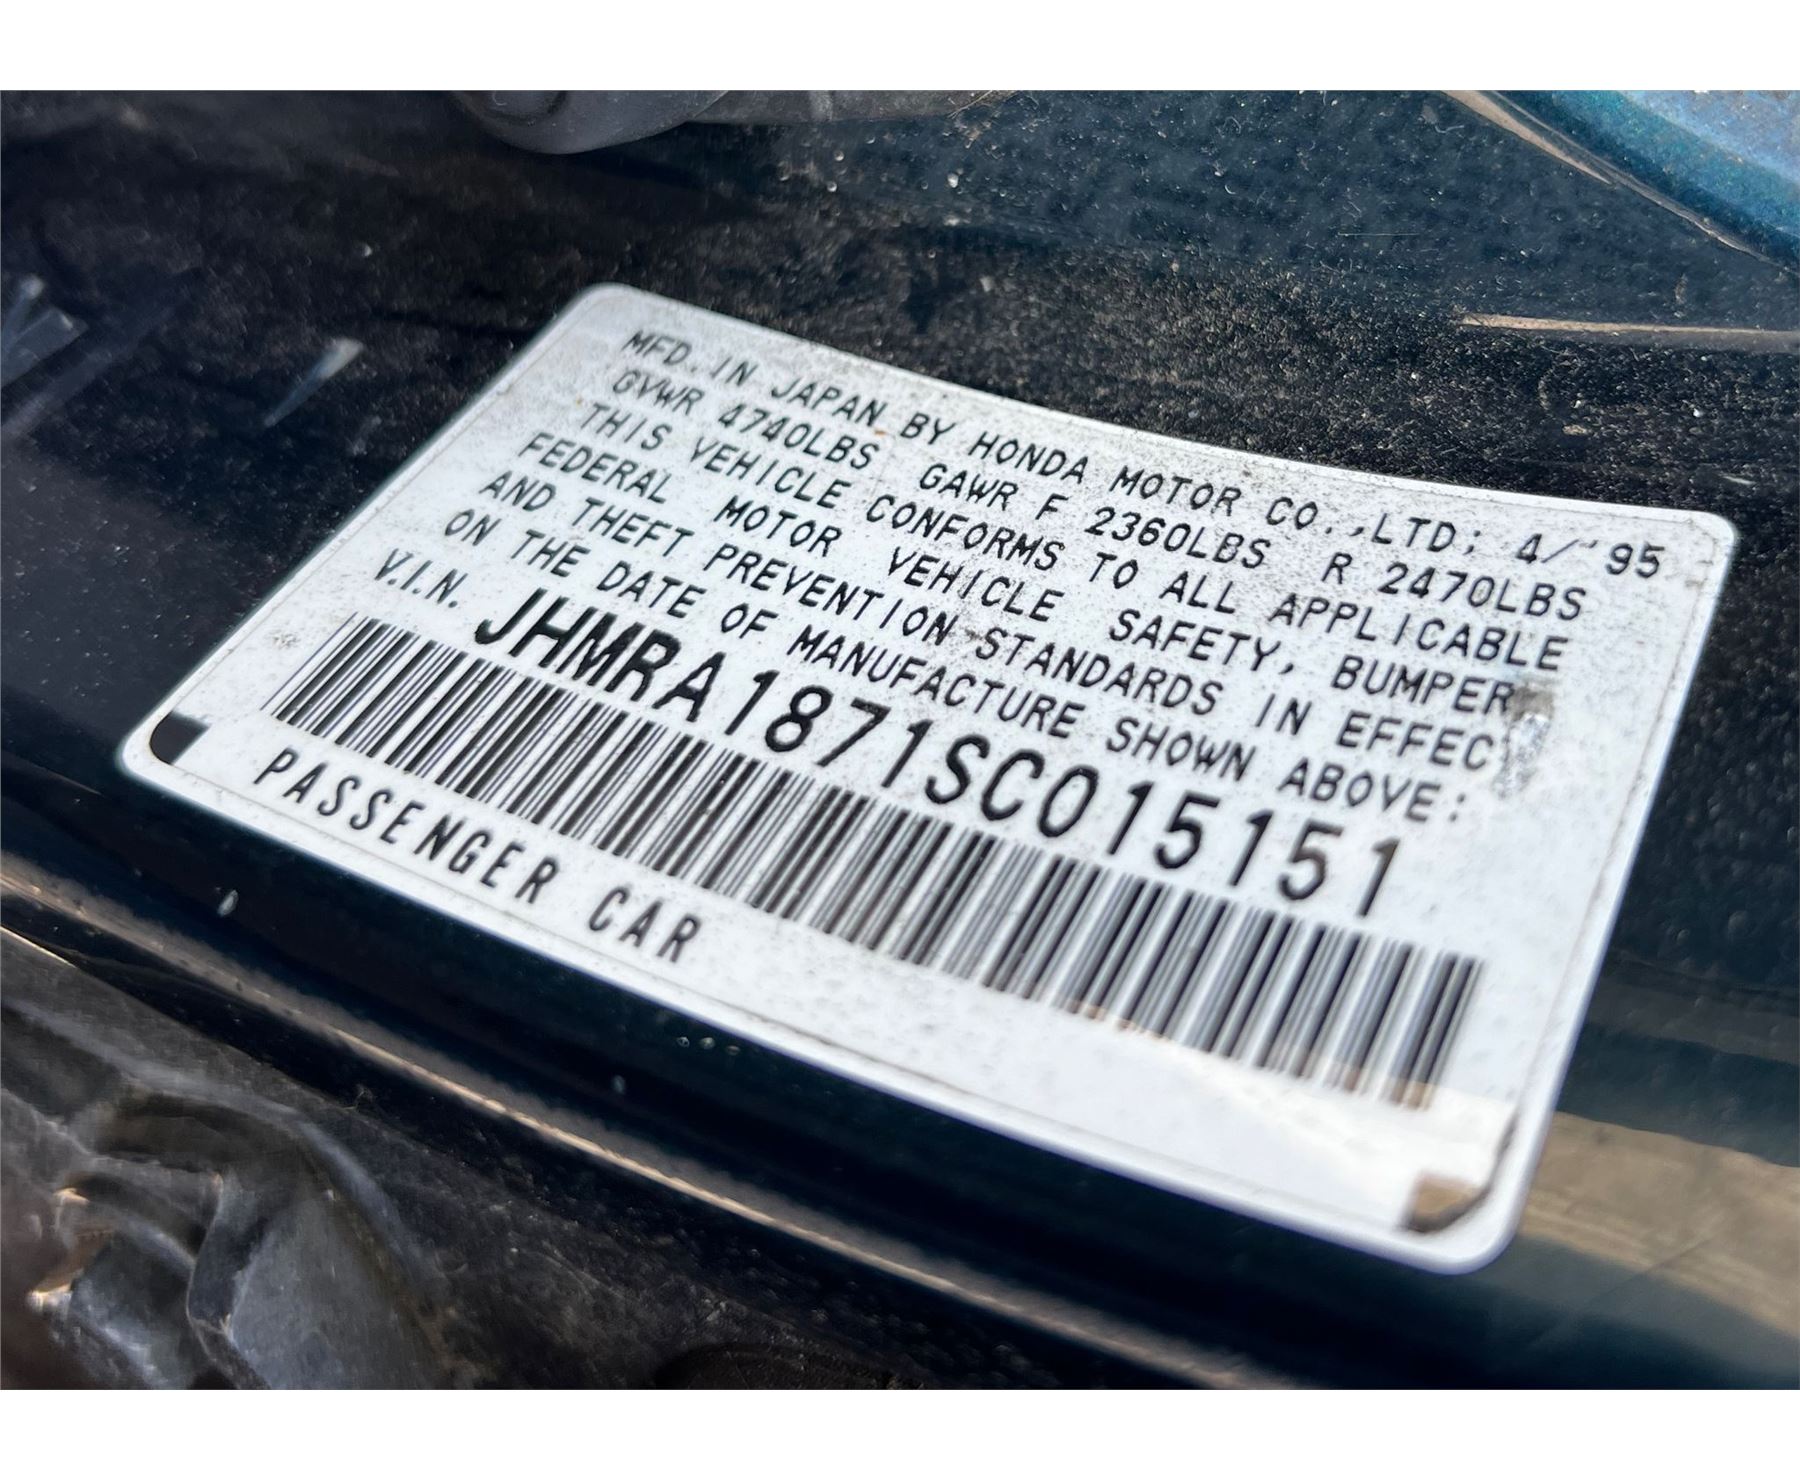 MFD. IN JAPAN BY HONDA MOTOR CO.,LTD; 4/'95
GVWR 4740LBS GAWR F 2360LBS R 2470LBS
THIS VEHICLE CONFORMS TO ALL APPLICABLE
FEDERAL MOTOR VEHICLE SAFETY, BUMPER
AND THEFT PREVENTION STANDARDS IN EFFEC
ON THE DATE OF MANUFACTURE SHOWN ABOVE:
V.I.N. JHMRA1871SC015151
PASSENGER CAR